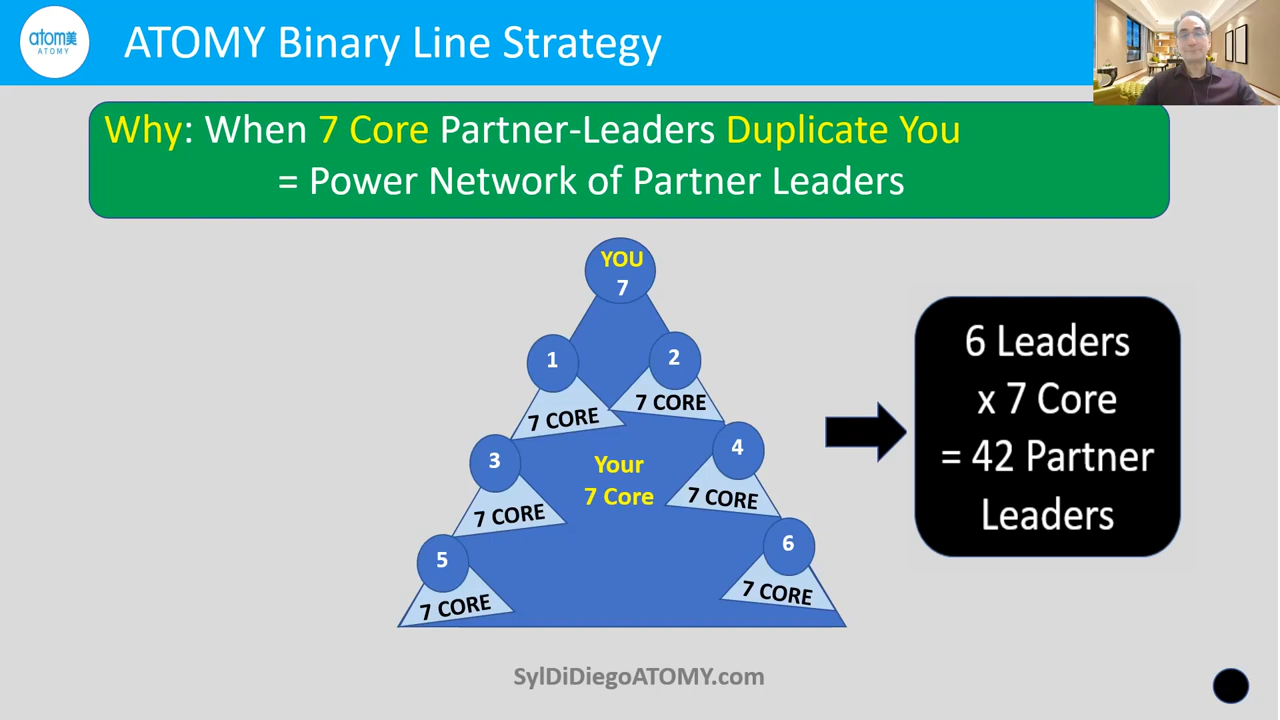 atom美
ATOMY
ATOMY Binary Line Strategy
Why: When 7 Core Partner-Leaders Duplicate You
= Power Network of Partner Leaders
YOU
7
1
7 CORE
2
7 CORE
3
7 CORE
Your
7 Core
4
7 CORE
5
7 CORE
6
7 CORE
6 Leaders
x 7 Core
= 42 Partner
Leaders
SylDiDiegoATOMY.com